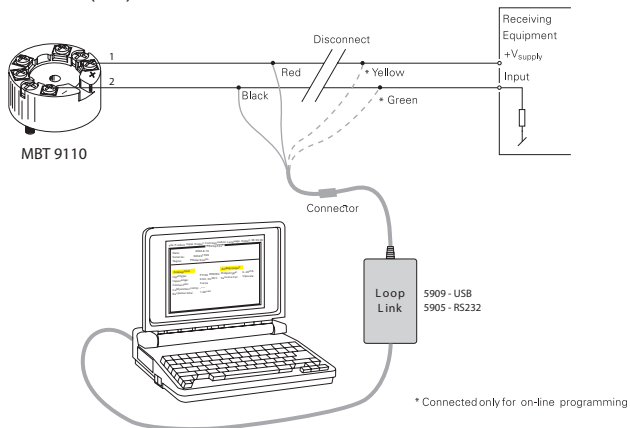 Receiving
Equipment
+Vsupply
Input
Disconnect
1
2
Red
* Yellow
Black
* Green
MBT 9110
Connector
Loop
Link
5909 - USB
5905 - RS232
* Connected only for on-line programming